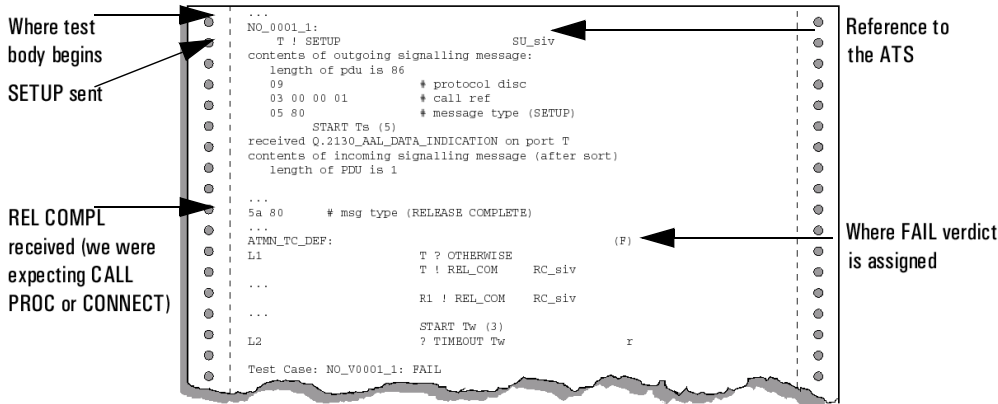 Where test
body begins
SETUP sent
REL COMPL
received (we were
expecting CALL
PROC or CONNECT)
...
NO_0001_1:
T ! SETUP SU_siv
contents of outgoing signalling message:
length of pdu is 86
09 # protocol disc
03 00 00 01 # call ref
05 80 # message type (SETUP)
START Ts (5)
received Q.2130_AAL_DATA_INDICATION on port T
contents of incoming signalling message (after sort)
length of PDU is 1
...
5a 80 # msg type (RELEASE COMPLETE)
...
ATMN_TC_DEF: (F)
L1 T ? OTHERWISE
T ! REL_COM RC_siv
...
R1 ! REL_COM RC_siv
...
START Tw (3)
L2 ? TIMEOUT Tw r
Test Case: NO_V0001_1: FAIL
Reference to
the ATS
Where FAIL verdict
is assigned